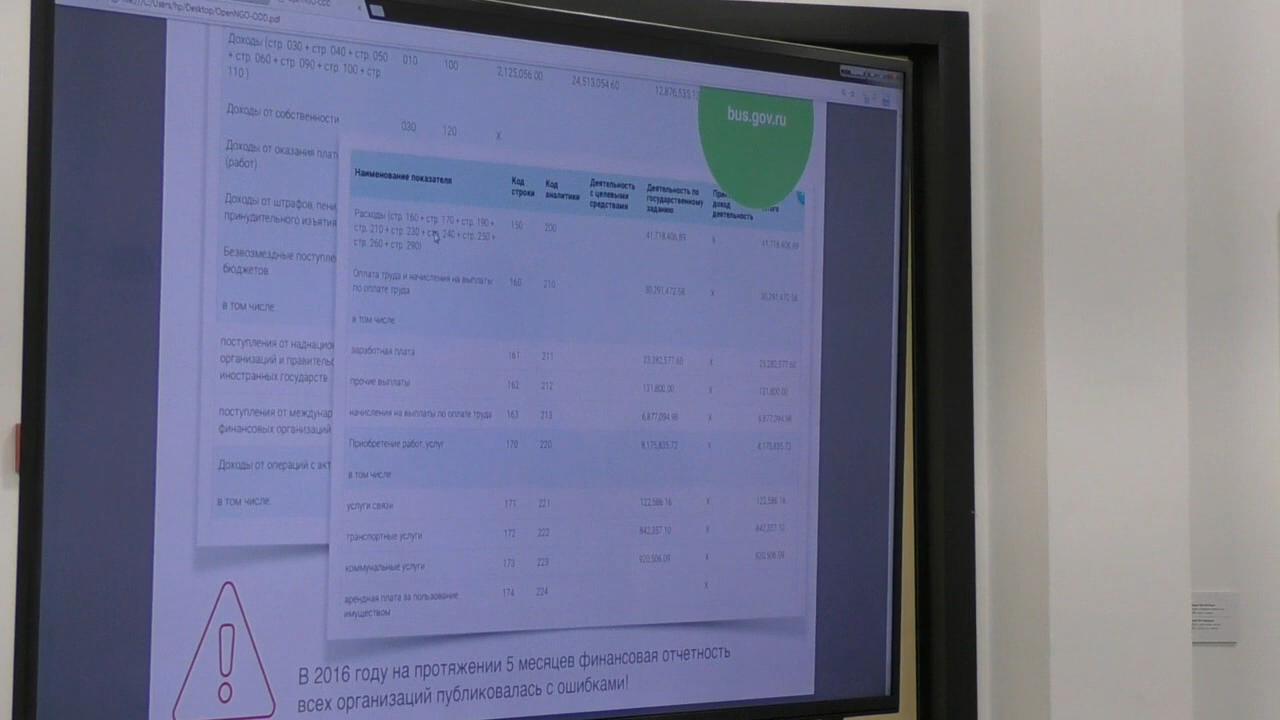 /C:/Users/hp/Desktop/OpenNGO-ODD.pdf
Доходы (стр. 030 + стр. 040 + стр. 050
+ стр. 060 + стр. 090 + стр. 100 + стр.
110 )
010 100 2,125,056.00 24,513,054.60
bus.gov.ru
Доходы от собственности 030 120 X
Доходы от оказания
(работ)
Доходы от штрафов, пени
принудительного изъятия
Безвозмездные
бюджетов
в том числе:
поступления от
организаций и
иностранных государств
поступления от
финансовых организаций
Доходы от операций с
в том числе:
Наименование показателя
Код
строки
Код
аналитики
Деятельность
с целевыми
средствами
Деятельность по
государственному
заданию
доход
деятельность
Расходы (стр. 160 + стр. 170 + стр. 190 +
стр. 210 + стр. 230 + стр. 240 + стр. 250 +
стр. 260 + стр. 290)
150 200 41,718,406.89 41,718,406.89
Оплата труда и начисления на выплаты
по оплате труда
160 210 30,291,472.58 X 30,291,472.58
в том числе:
заработная плата 161 211 23,282,577.60 X 23,282,577.60
прочие выплаты 162 212 131,800.00 X 131,800.00
начисления на выплаты по оплате труда 163 213 6,877,094.98 X 6,877,094.98
Приобретение работ, услуг 170 220 8,175,835.72 X 8,175,835.72
в том числе:
услуги связи 171 221 122,586.16 X 122,586.16
транспортные услуги 172 222 842,357.10 X 842,357.10
коммунальные услуги 173 223 920,506.09 X 920,506.09
арендная плата за пользование
имуществом
174 224 X
В 2016 году на протяжении 5 месяцев финансовая отчетность
всех организаций публиковалась с ошибками!